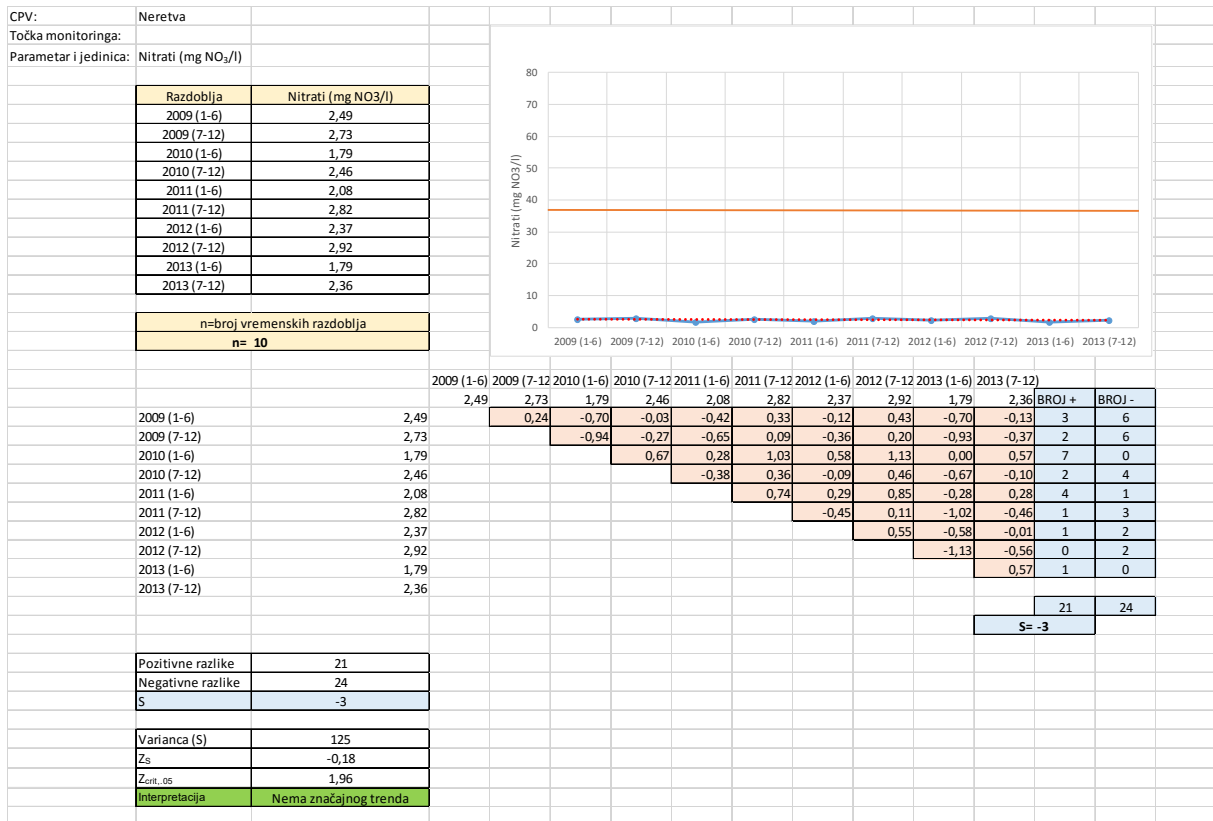 CPV: Neretva
Točka monitoringa:
Parametar i jedinica: Nitrati (mg NO₃/l)
Razdoblja Nitrati (mg NO3/l)
2009 (1-6) 2,49
2009 (7-12) 2,73
2010 (1-6) 1,79
2010 (7-12) 2,46
2011 (1-6) 2,08
2011 (7-12) 2,82
2012 (1-6) 2,37
2012 (7-12) 2,92
2013 (1-6) 1,79
2013 (7-12) 2,36
n=broj vremenskih razdoblja
n= 10
80
70
60
50
40
30
20
10
0
Nitrati (mg NO3/l)
2009 (1-6) 2009 (7-12) 2010 (1-6) 2010 (7-12) 2011 (1-6) 2011 (7-12) 2012 (1-6) 2012 (7-12) 2013 (1-6) 2013 (7-12)
2009 (1-6) 2009 (7-12 2010 (1-6) 2010 (7-12 2011 (1-6) 2011 (7-12 2012 (1-6) 2012 (7-12 2013 (1-6) 2013 (7-12)
2,49 2,73 1,79 2,46 2,08 2,82 2,37 2,92 1,79 2,36 BROJ + BROJ -
2009 (1-6) 2,49 0,24 -0,70 -0,03 -0,42 0,33 -0,12 0,43 -0,70 -0,13 3 6
2009 (7-12) 2,73 -0,94 -0,27 -0,65 0,09 -0,36 0,20 -0,93 -0,37 2 6
2010 (1-6) 1,79 0,67 0,28 1,03 0,58 1,13 0,00 0,57 7 0
2010 (7-12) 2,46 -0,38 0,36 -0,09 0,46 -0,67 -0,10 2 4
2011 (1-6) 2,08 0,74 0,29 0,85 -0,28 0,28 4 1
2011 (7-12) 2,82 -0,45 0,11 -1,02 -0,46 1 3
2012 (1-6) 2,37 0,55 -0,58 -0,01 1 2
2012 (7-12) 2,92 -1,13 -0,56 0 2
2013 (1-6) 1,79 0,57 1 0
2013 (7-12) 2,36
21 24
S= -3
Pozitivne razlike 21
Negativne razlike 24
S -3
Varianca (S) 125
Zs -0,18
Zcrit,.05 1,96
Interpretacija Nema značajnog trenda